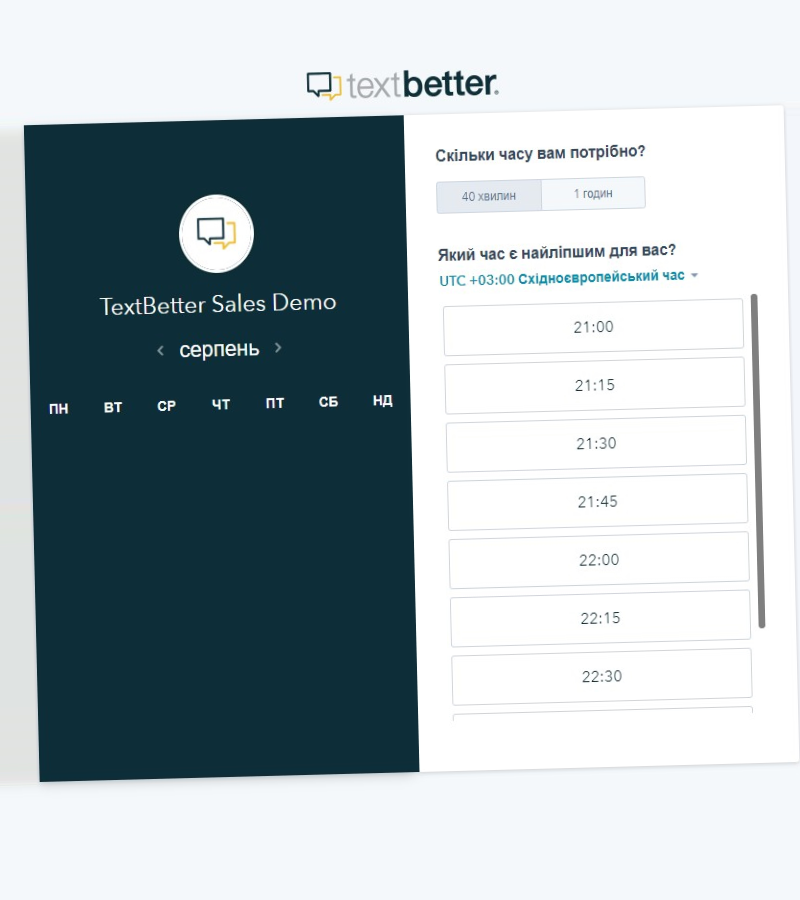 textbetter.
TextBetter Sales Demo
серпень
ПН ВТ СР ЧТ ПТ СБ НД
Скільки часу вам потрібно?
40 хвилин 1 годин
Який час є найліпшим для вас?
UTC +03:00 Східноєвропейський час
21:00
21:15
21:30
21:45
22:00
22:15
22:30